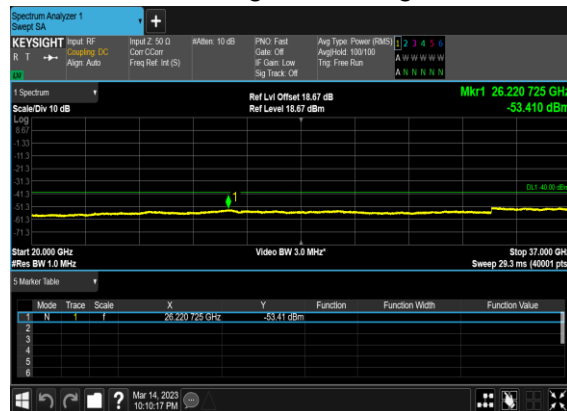 Spectrum Analyzer 1
Swept SA
KEYSIGHT Input: RF Input Z: 50 Ω #Atten: 10 dB PNO: Fast Avg Type: Power (RMS) 1 2 3 4 5 6
R T Coupling: DC Corr CCorr Gate: Off Avg|Hold: 100/100 A W W W W W
Align: Auto Freq Ref: Int (S) IF Gain: Low Trig: Free Run
LXI Sig Track: Off A N N N N N
1 Spectrum Ref Lvl Offset 18.67 dB Mkr1 26.220 725 GHz
Scale/Div 10 dB Ref Level 18.67 dBm -53.410 dBm
Log
8.67
-1.33
-11.3
-21.3
-31.3
DL1 -40.00 dBm
-41.3
1
-51.3
-61.3
-71.3
Start 20.000 GHz Video BW 3.0 MHz* Stop 37.000 GHz
#Res BW 1.0 MHz Sweep 29.3 ms (40001 pts)
5 Marker Table
Mode Trace Scale X Y Function Function Width Function Value
1 N 1 f 26.220 725 GHz -53.41 dBm
2
3
4
5
6
? Mar 14, 2023
10:10:17 PM